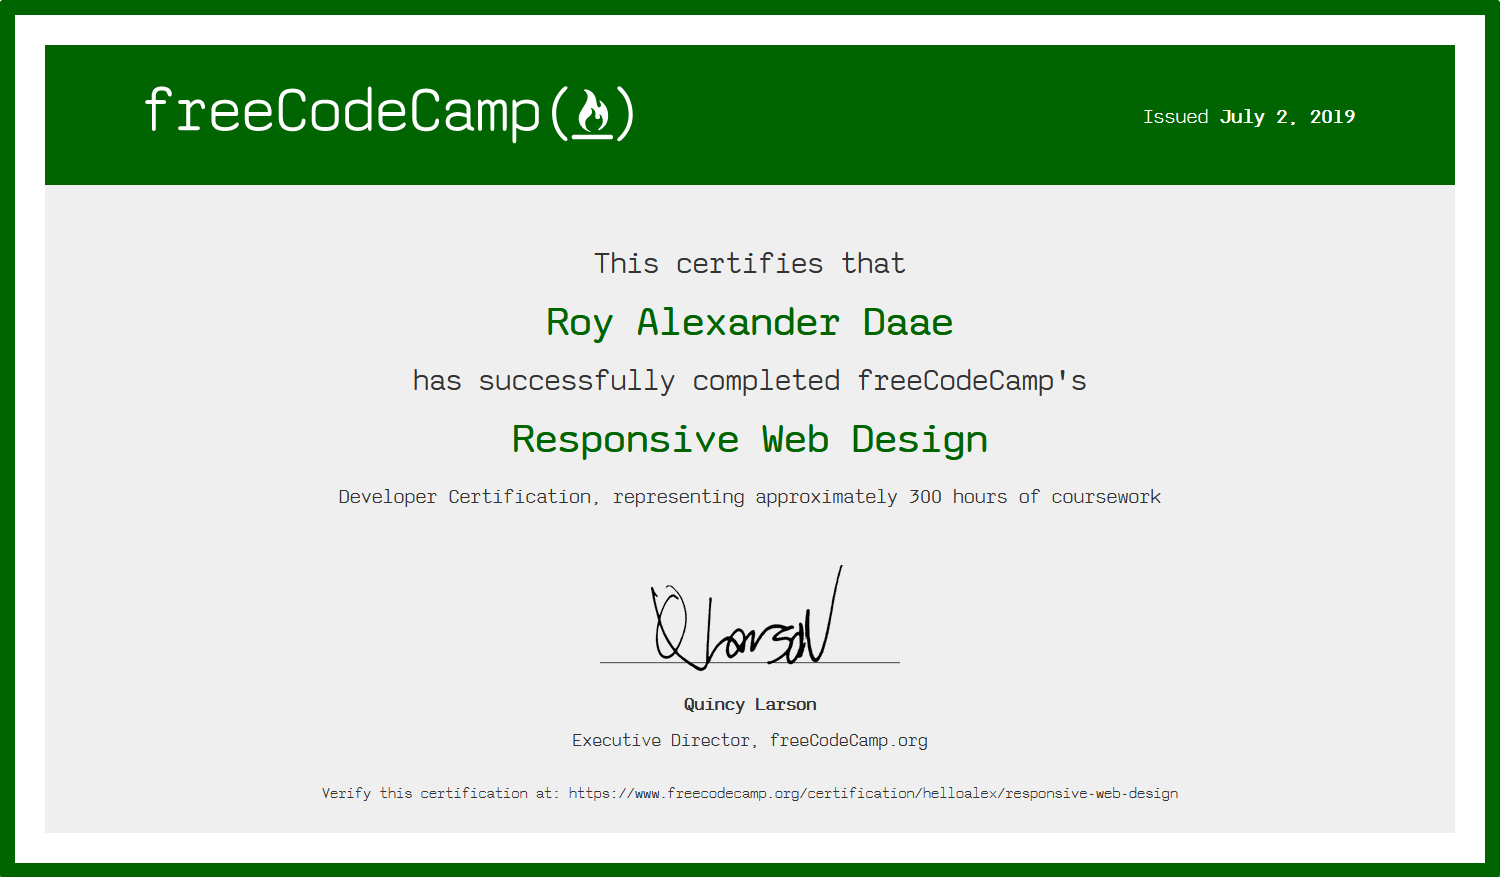 freeCodeCamp(🔥)
Issued July 2, 2019
This certifies that
Roy Alexander Daae
has successfully completed freeCodeCamp's
Responsive Web Design
Developer Certification, representing approximately 300 hours of coursework
QLarson
Quincy Larson
Executive Director, freeCodeCamp.org
Verify this certification at: https://www.freecodecamp.org/certification/helloalex/responsive-web-design